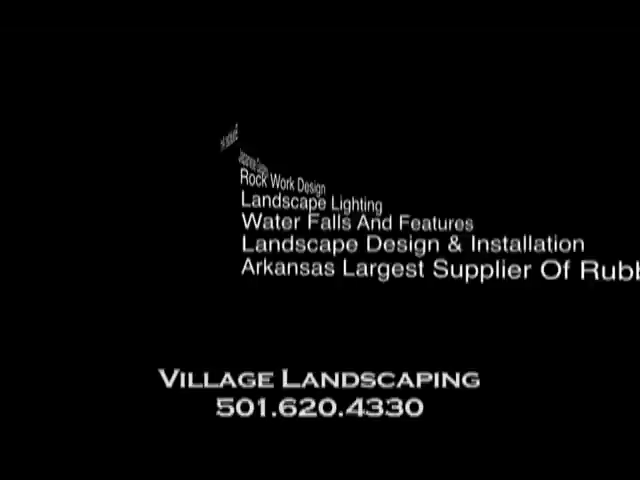 Rock Work Design
Landscape Lighting
Water Falls And Features
Landscape Design & Installation
Arkansas Largest Supplier Of Rubb
VILLAGE LANDSCAPING
501.620.4330